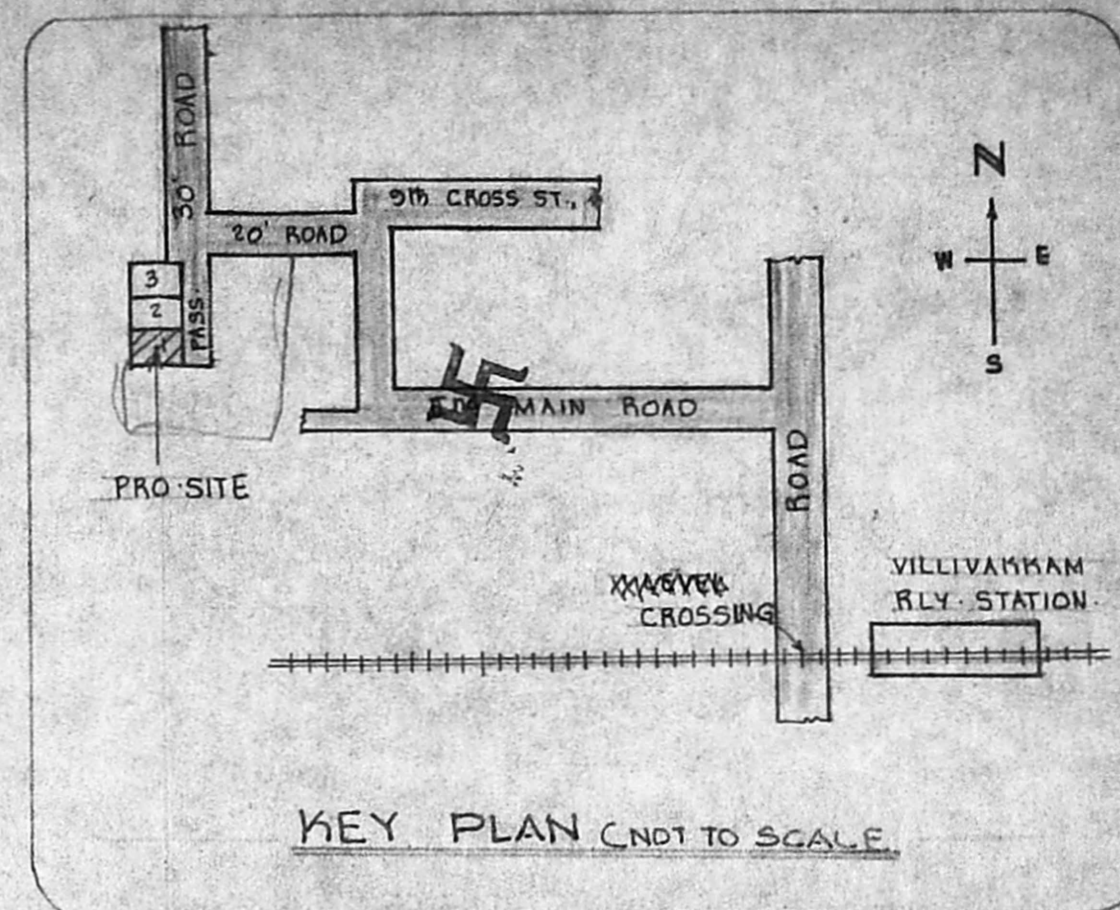 30' ROAD
9th CROSS ST.,
20' ROAD
N
W E
S
3
2
PASS.
MAIN ROAD
ROAD
PRO·SITE
CROSSING
VILLIVAKKAM
RLY·STATION·
KEY PLAN (NOT TO SCALE